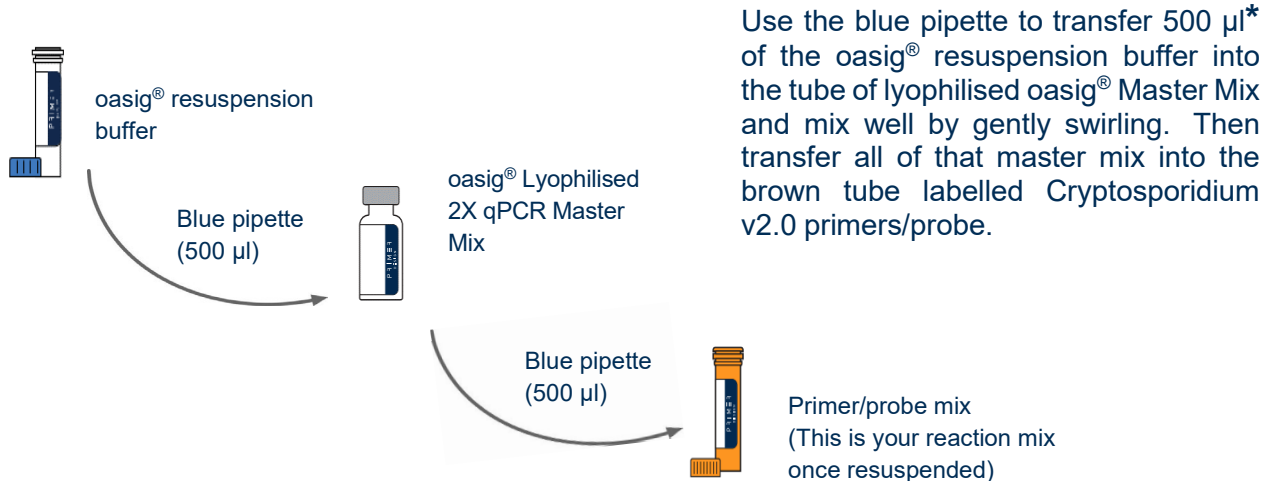 Use the blue pipette to transfer 500 µl*
of the oasig® resuspension buffer into
the tube of lyophilised oasig® Master Mix
and mix well by gently swirling. Then
transfer all of that master mix into the
brown tube labelled Cryptosporidium
v2.0 primers/probe.
oasig® resuspension
buffer
Blue pipette
(500 µl)
oasig® Lyophilised
2X qPCR Master
Mix
Blue pipette
(500 µl)
Primer/probe mix
(This is your reaction mix
once resuspended)
PRIMER
PRIMER
PRIMER